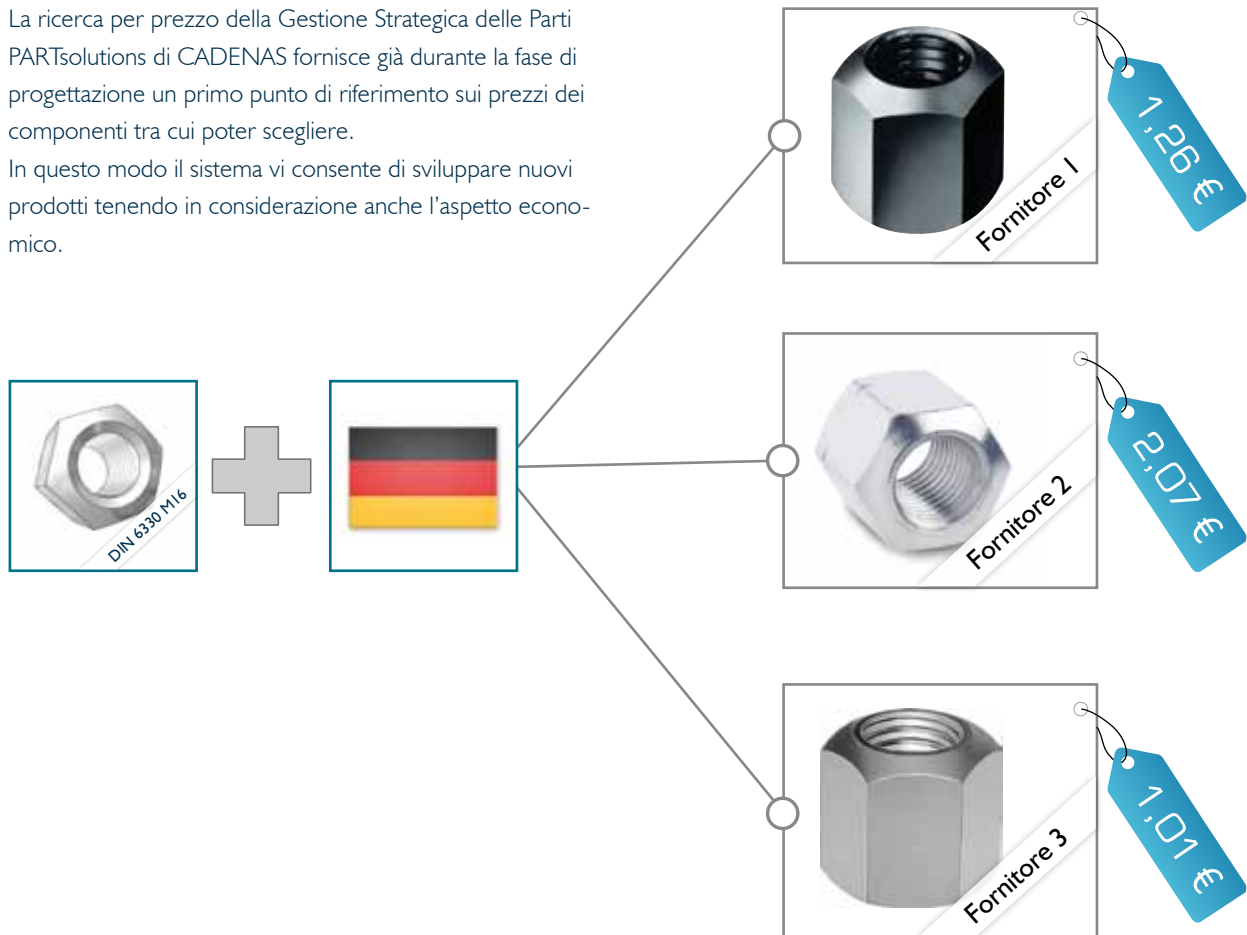 La ricerca per prezzo della Gestione Strategica delle Parti
PARTsolutions di CADENAS fornisce già durante la fase di
progettazione un primo punto di riferimento sui prezzi dei
componenti tra cui poter scegliere.
In questo modo il sistema vi consente di sviluppare nuovi
prodotti tenendo in considerazione anche l'aspetto econo-
mico.
DIN 6330 M16
Fornitore 1
1,26 €
Fornitore 2
2,07 €
Fornitore 3
1,01 €